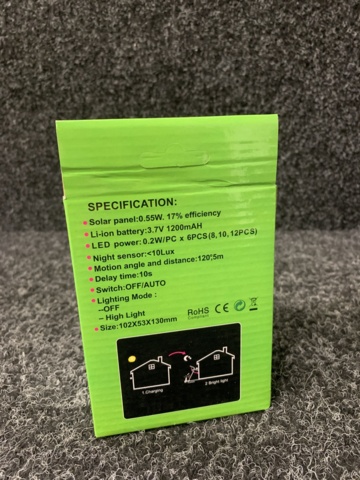 SPECIFICATION:
Solar panel:0.55W. 17% efficiency
Li-ion battery:3.7V 1200mAH
LED power:0.2W/PC x 6PCS(8,10,12PCS)
Night sensor:<10Lux
Motion angle and distance:120°,5m
Delay time:10s
Switch:OFF/AUTO
Lighting Mode :
--OFF
-- High Light
Size:102X53X130mm
RoHS CE
Compliant
1.Charging 2.Bright light